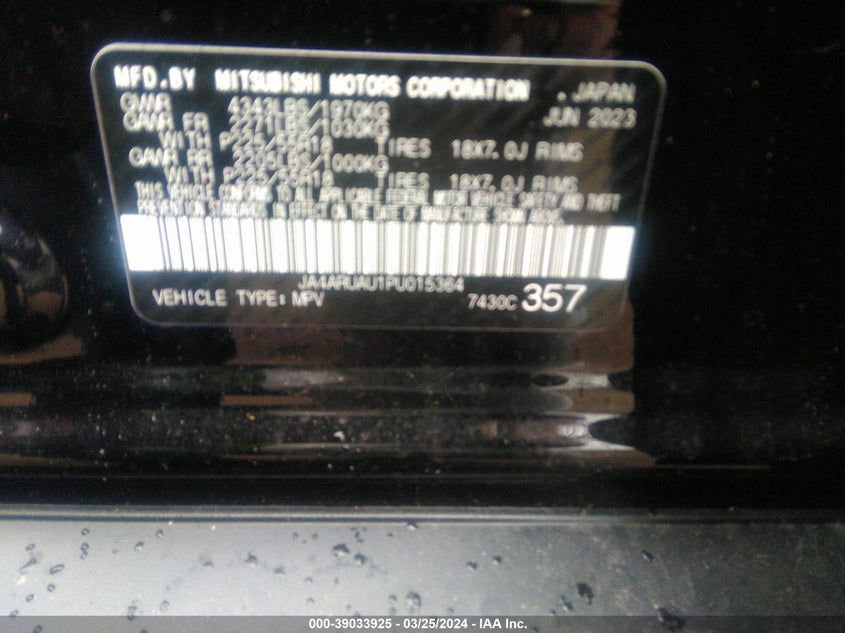 MFD.BY MITSUBISHI MOTORS CORPORATION . JAPAN
GVWR 4343LBS/1970KG JUN 2023
GAWR FR 2271LBS/1030KG
WITH P225/55R18 TIRES 18X7.0J RIMS
GAWR RR 2205LBS/1000KG
WITH P225/55R18 TIRES 18X7.0J RIMS
THIS VEHICLE CONFORMS TO ALL APPLICABLE FEDERAL MOTOR VEHICLE SAFETY AND THEFT
PREVENTION STANDARDS IN EFFECT ON THE DATE OF MANUFACTURE SHOWN ABOVE.
JA4ARUAU1PU015364
VEHICLE TYPE: MPV 7430C 357
000-39033925 - 03/25/2024 - IAA Inc.